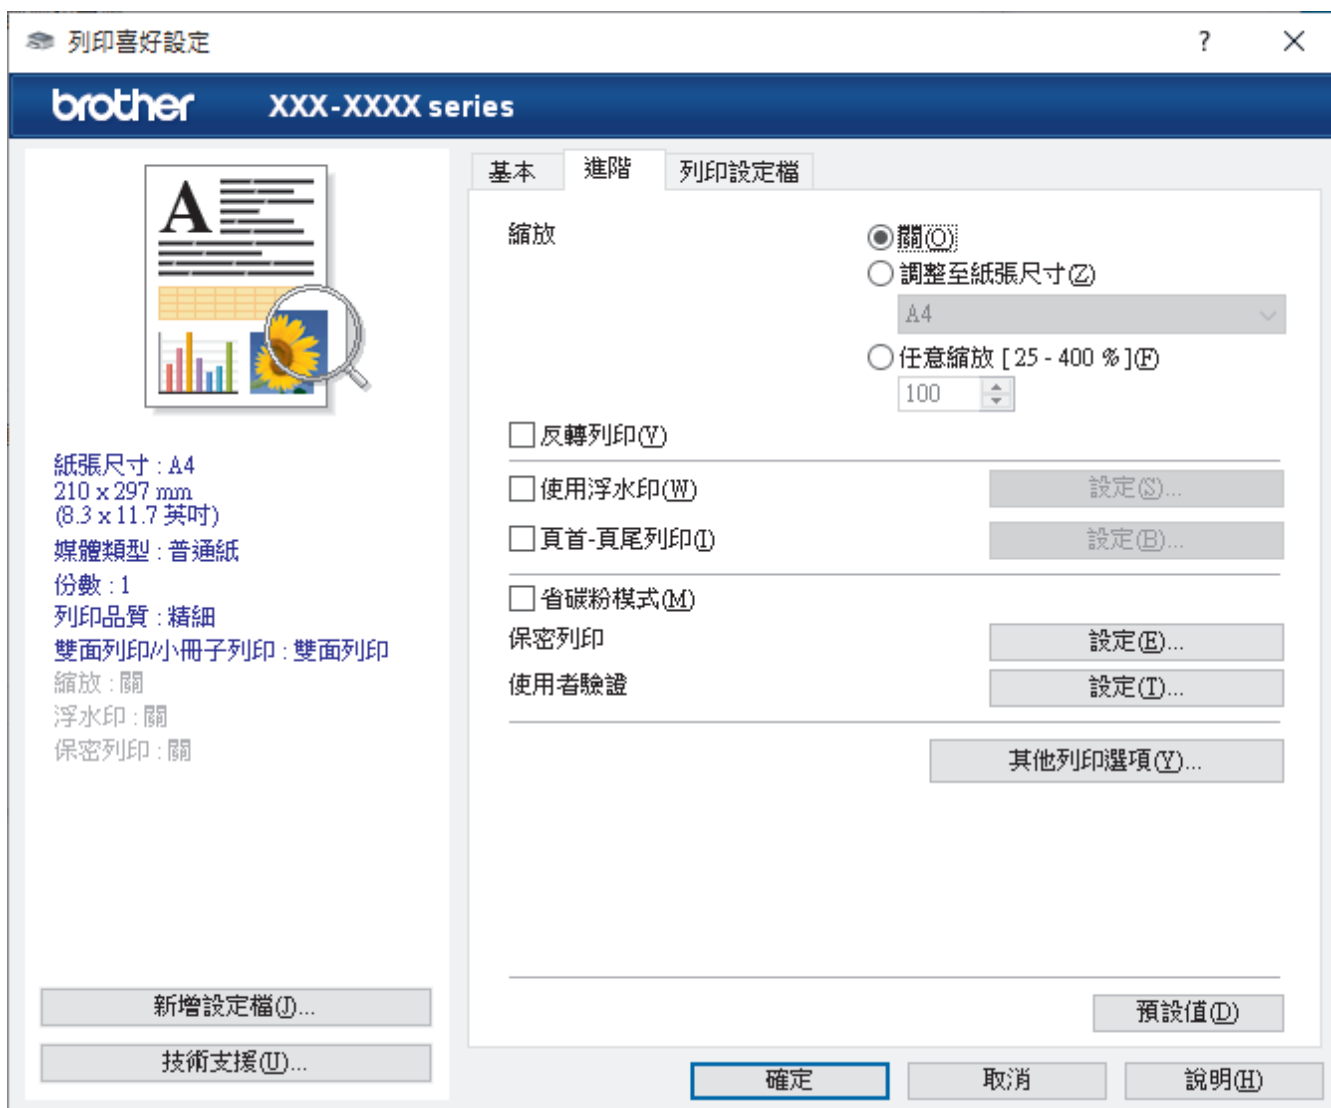 列印喜好設定
?
brother XXX-XXXX series
A
紙張尺寸 : A4
210 x 297 mm
(8.3 x 11.7 英吋)
媒體類型 : 普通紙
份數 : 1
列印品質 : 精細
雙面列印/小冊子列印 : 雙面列印
縮放 : 關
浮水印 : 關
保密列印 : 關
新增設定檔(J)...
技術支援(U)...
基本 進階 列印設定檔
縮放
關(O)
調整至紙張尺寸(Z)
A4
任意縮放 [ 25 - 400 % ](F)
100
反轉列印(V)
使用浮水印(W) 設定(S)...
頁首-頁尾列印(I) 設定(B)...
省碳粉模式(M)
保密列印 設定(E)...
使用者驗證 設定(T)...
其他列印選項(Y)...
預設值(D)
確定 取消 說明(H)